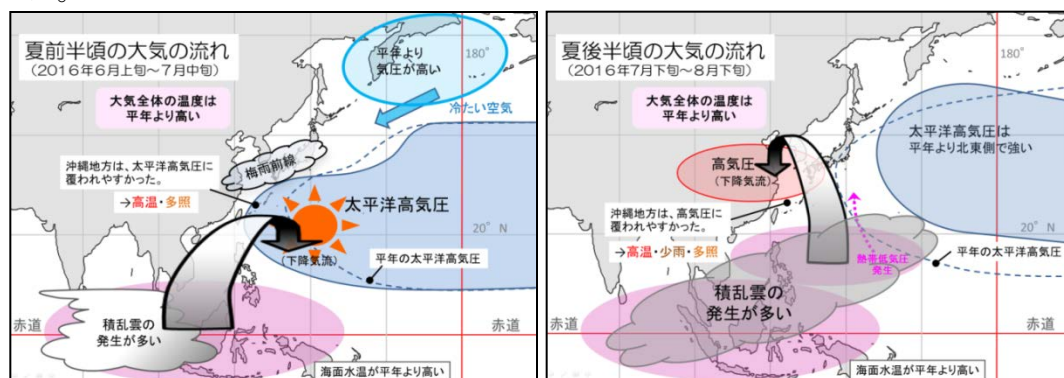 夏前半頃の大気の流れ
（2016年6月上旬～7月中旬）
平年より
気圧が高い
180°
大気全体の温度は
平年より高い
冷たい空気
梅雨前線
沖縄地方は、太平洋高気圧に
覆われやすかった。
→高温・多照
太平洋高気圧
20° N
（下降気流）
平年の太平洋高気圧
積乱雲の
発生が多い
赤道
赤道
海面水温が平年より高い
夏後半頃の大気の流れ
（2016年7月下旬～8月下旬）
180°
大気全体の温度は
平年より高い
太平洋高気圧は
平年より北東側で強い
高気圧
（下降気流）
沖縄地方は、高気圧に
覆われやすかった。
→高温・少雨・多照
20° N
熱帯低気圧
発生
平年の太平洋高気圧
積乱雲の
発生が多い
赤道
赤道
海面水温が平年より高い